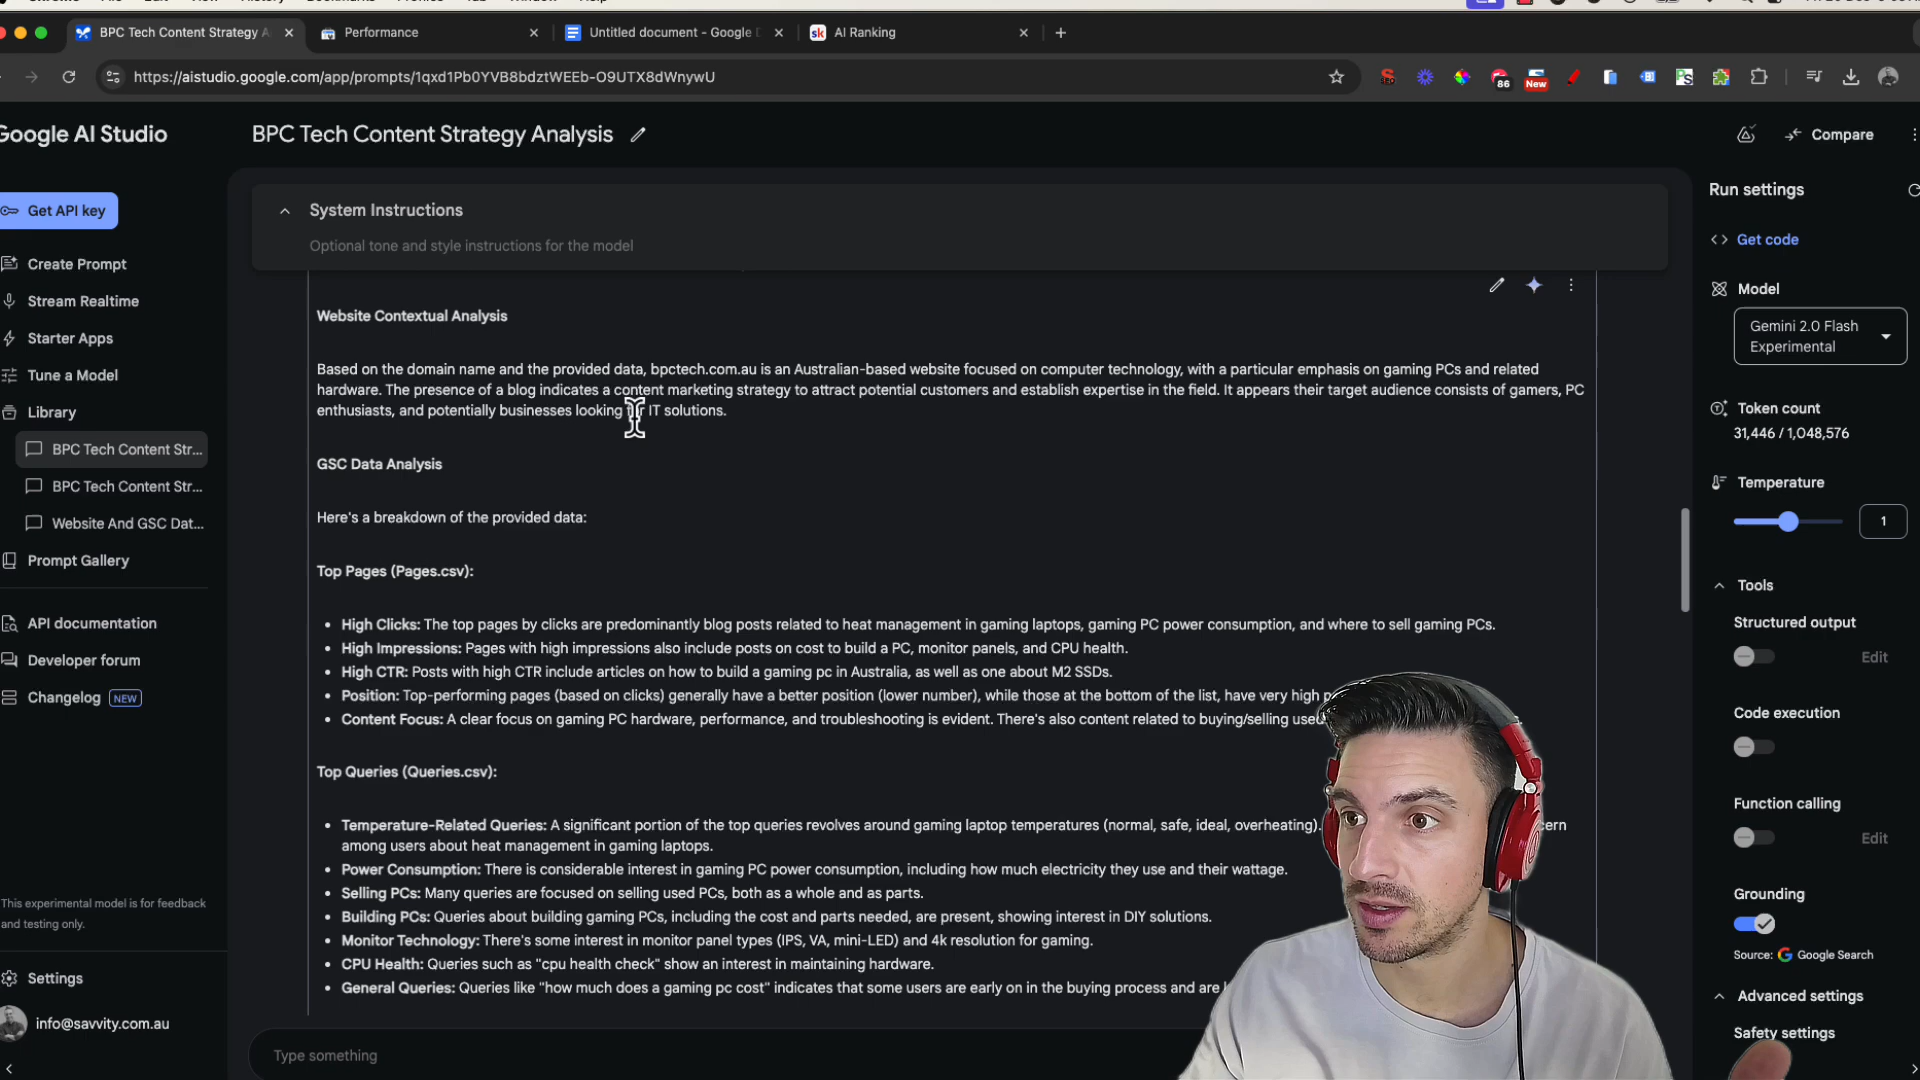 BPC Tech Content Strategy A
Performance
Untitled document - Google D
sk
AI Ranking
https://aistudio.google.com/app/prompts/1qxd1Pb0YVB8bdztWEEb-O9UTX8dWnywU
86
New
Google AI Studio
BPC Tech Content Strategy Analysis
Compare
Get API key
Create Prompt
Stream Realtime
Starter Apps
Tune a Model
Library
BPC Tech Content Str...
BPC Tech Content Str...
Website And GSC Dat...
Prompt Gallery
API documentation
Developer forum
Changelog NEW
This experimental model is for feedback
and testing only.
Settings
info@savvity.com.au
System Instructions
Optional tone and style instructions for the model
Website Contextual Analysis
Based on the domain name and the provided data, bpctech.com.au is an Australian-based website focused on computer technology, with a particular emphasis on gaming PCs and related
hardware. The presence of a blog indicates a content marketing strategy to attract potential customers and establish expertise in the field. It appears their target audience consists of gamers, PC
enthusiasts, and potentially businesses looking for IT solutions.
GSC Data Analysis
Here's a breakdown of the provided data:
Top Pages (Pages.csv):
High Clicks: The top pages by clicks are predominantly blog posts related to heat management in gaming laptops, gaming PC power consumption, and where to sell gaming PCs.
High Impressions: Pages with high impressions also include posts on cost to build a PC, monitor panels, and CPU health.
High CTR: Posts with high CTR include articles on how to build a gaming pc in Australia, as well as one about M2 SSDs.
Position: Top-performing pages (based on clicks) generally have a better position (lower number), while those at the bottom of the list, have very high
Content Focus: A clear focus on gaming PC hardware, performance, and troubleshooting is evident. There's also content related to buying/selling used
Top Queries (Queries.csv):
Temperature-Related Queries: A significant portion of the top queries revolves around gaming laptop temperatures (normal, safe, ideal, overheating).
among users about heat management in gaming laptops.
Power Consumption: There is considerable interest in gaming PC power consumption, including how much electricity they use and their wattage.
Selling PCs: Many queries are focused on selling used PCs, both as a whole and as parts.
Building PCs: Queries about building gaming PCs, including the cost and parts needed, are present, showing interest in DIY solutions.
Monitor Technology: There's some interest in monitor panel types (IPS, VA, mini-LED) and 4k resolution for gaming.
CPU Health: Queries such as "cpu health check" show an interest in maintaining hardware.
General Queries: Queries like "how much does a gaming pc cost" indicates that some users are early on in the buying process and are
Type something
Run settings
Get code
Model
Gemini 2.0 Flash
Experimental
Token count
31,446 / 1,048,576
Temperature
1
Tools
Structured output
Edit
Code execution
Function calling
Edit
Grounding
Source: Google Search
Advanced settings
Safety settings